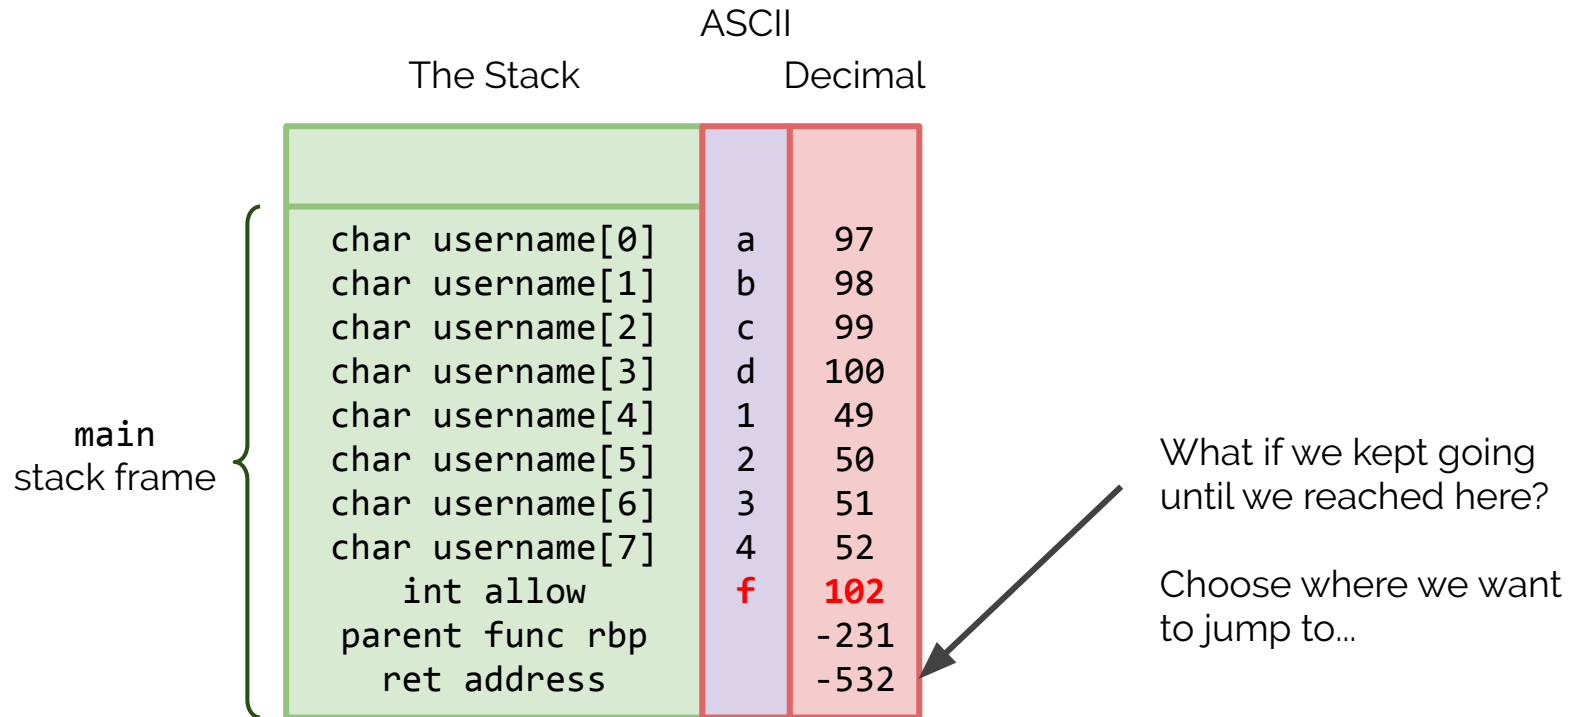 ASCII
The Stack Decimal
char username[0] a 97
char username[1] b 98
char username[2] c 99
char username[3] d 100
char username[4] 1 49
char username[5] 2 50
char username[6] 3 51
char username[7] 4 52
int allow f 102
parent func rbp -231
ret address -532
main
stack frame
What if we kept going
until we reached here?
Choose where we want
to jump to...